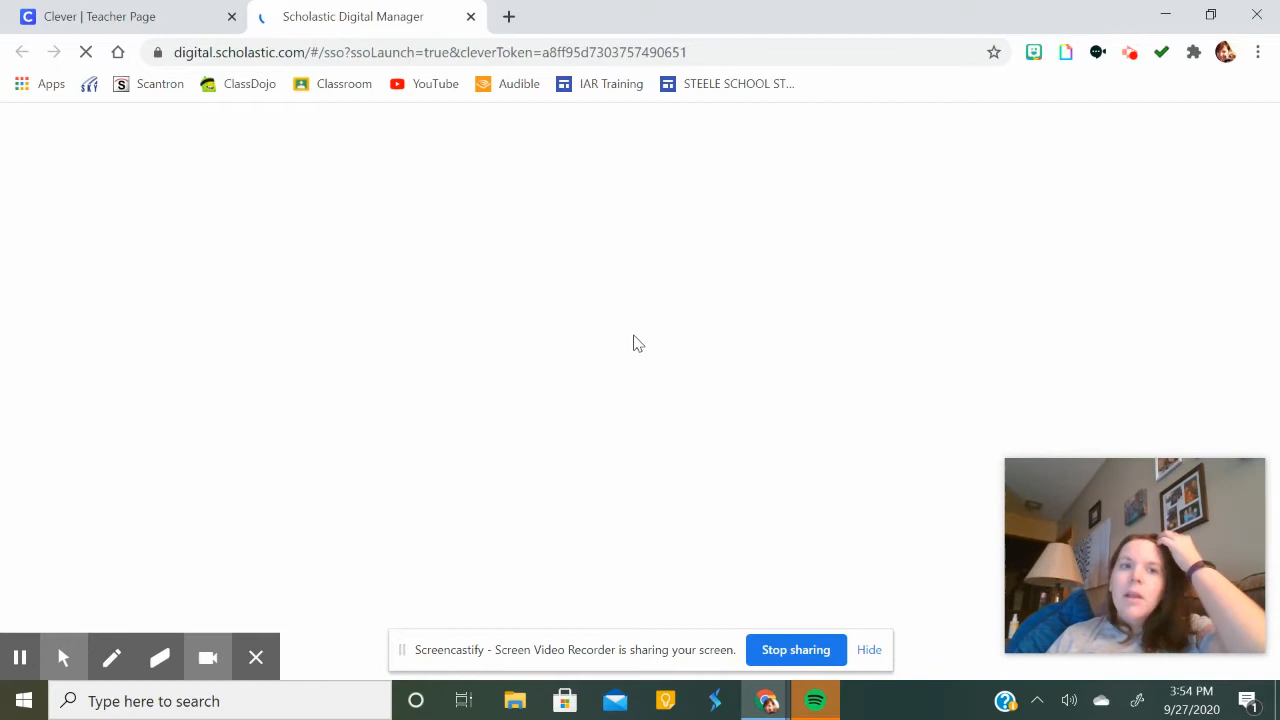 Clever | Teacher Page
Scholastic Digital Manager
digital.scholastic.com/#/sso?ssoLaunch=true&cleverToken=a8ff95d7303757490651
Apps
Scantron
ClassDojo
Classroom
YouTube
Audible
IAR Training
STEELE SCHOOL ST...
Screencastify - Screen Video Recorder is sharing your screen.
Stop sharing
Hide
Type here to search
3:54 PM
9/27/2020
1